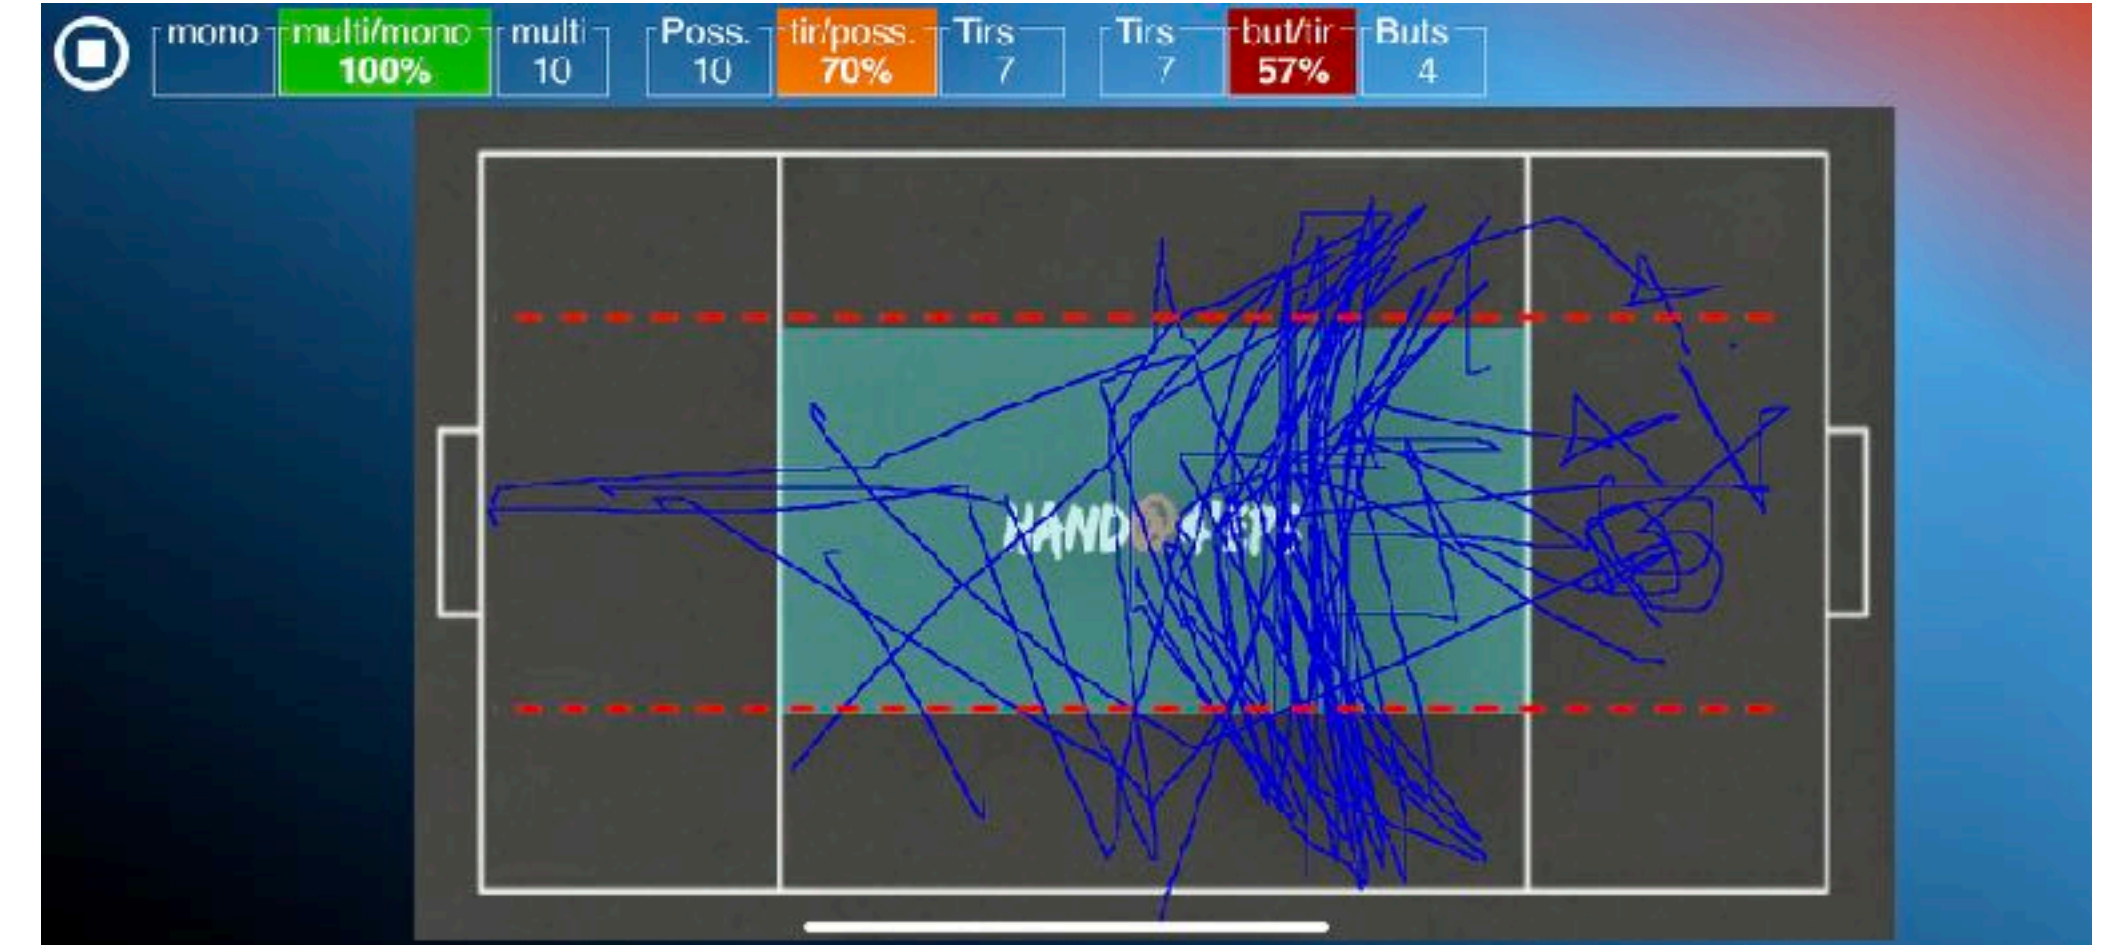 mono multi/mono multi Poss. tir/poss. Tirs Tirs but/tir Buts
100% 10 10 70% 7 7 57% 4